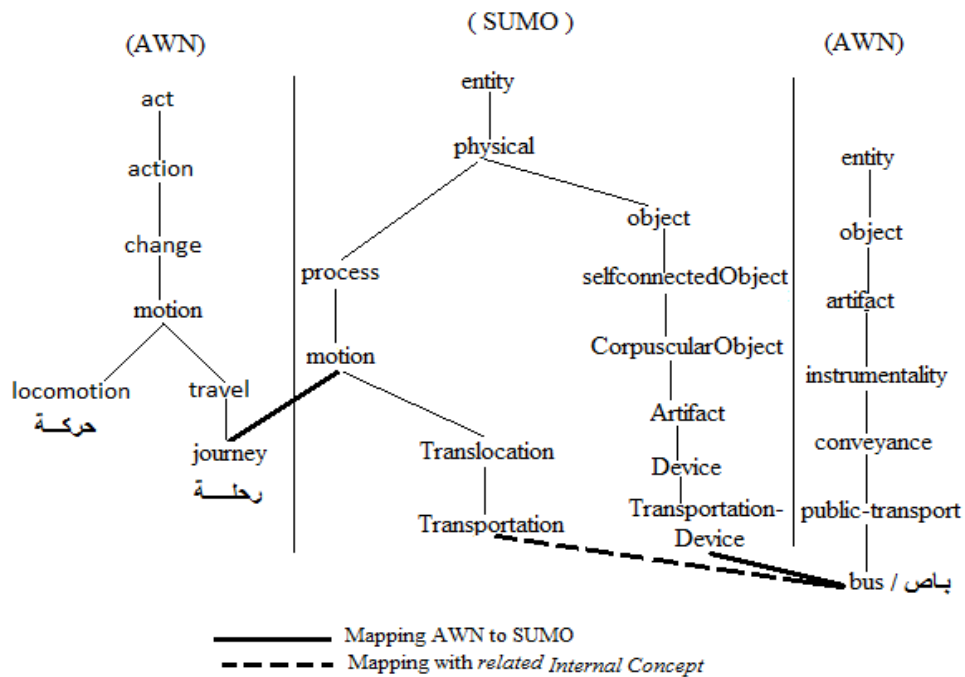 (AWN)
act
action
change
motion
locomotion
حركـــة
travel
journey
رحلـــة
( SUMO )
entity
physical
process
motion
Translocation
Transportation
object
selfconnectedObject
CorpuscularObject
Artifact
Device
Transportation-
Device
(AWN)
entity
object
artifact
instrumentality
conveyance
public-transport
bus / بـاص
Mapping AWN to SUMO
Mapping with related Internal Concept